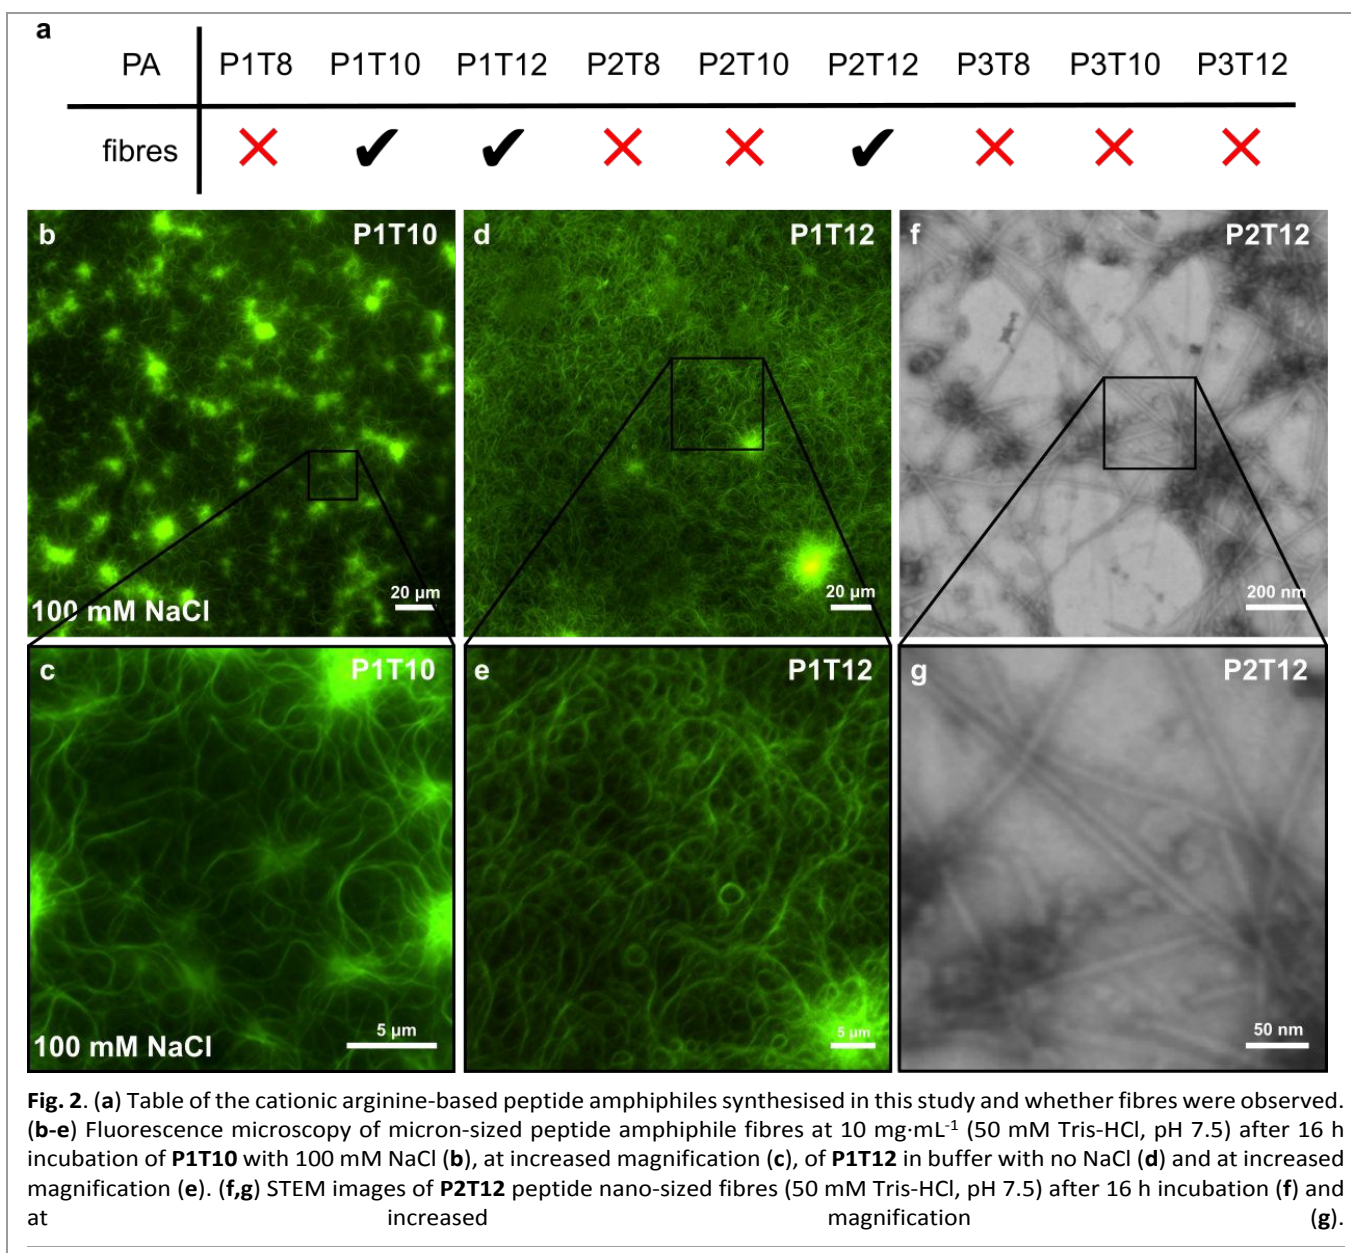 a
PA P1T8 P1T10 P1T12 P2T8 P2T10 P2T12 P3T8 P3T10 P3T12
fibres ✕ ✔ ✔ ✕ ✕ ✔ ✕ ✕ ✕
b P1T10
20 µm
100 mM NaCl
d P1T12
20 µm
f P2T12
200 nm
c P1T10
5 µm
100 mM NaCl
e P1T12
5 µm
g P2T12
50 nm
Fig. 2. (a) Table of the cationic arginine-based peptide amphiphiles synthesised in this study and whether fibres were observed.
(b-e) Fluorescence microscopy of micron-sized peptide amphiphile fibres at 10 mg·mL⁻¹ (50 mM Tris-HCl, pH 7.5) after 16 h
incubation of P1T10 with 100 mM NaCl (b), at increased magnification (c), of P1T12 in buffer with no NaCl (d) and at increased
magnification (e). (f,g) STEM images of P2T12 peptide nano-sized fibres (50 mM Tris-HCl, pH 7.5) after 16 h incubation (f) and
at increased magnification (g).